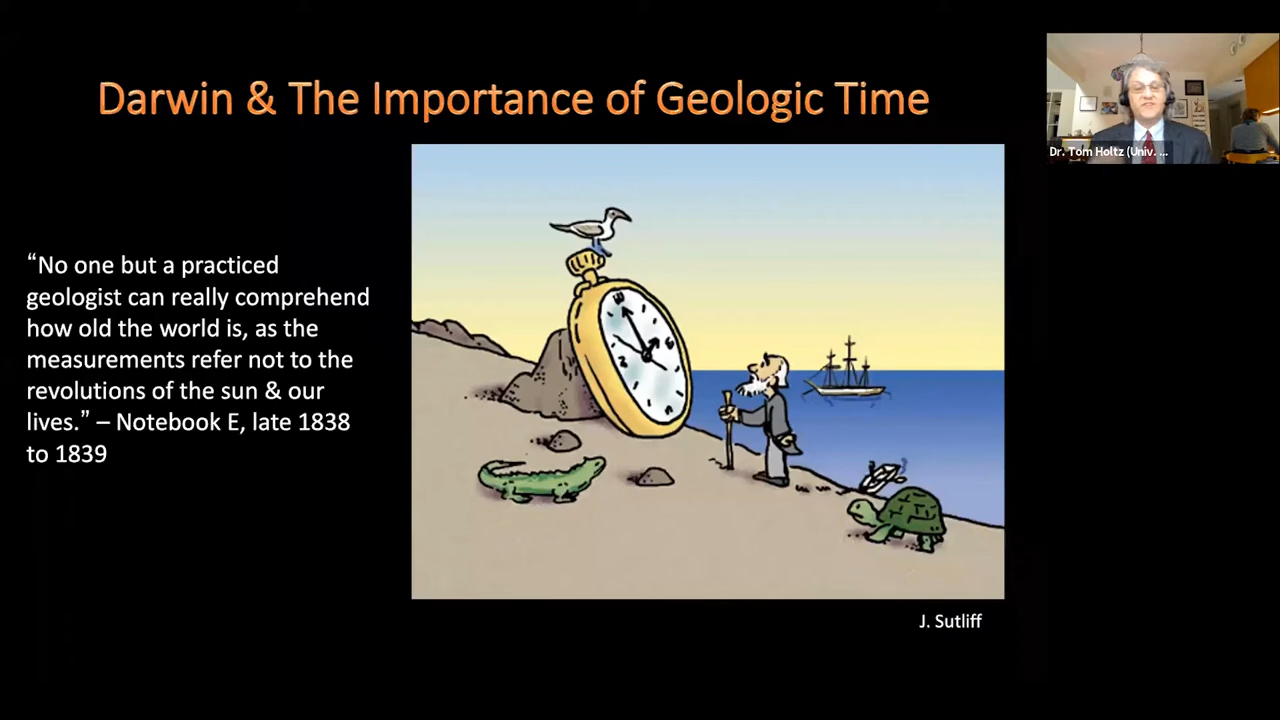 Darwin & The Importance of Geologic Time
Dr. Tom Holtz (Univ. ...
“No one but a practiced
geologist can really comprehend
how old the world is, as the
measurements refer not to the
revolutions of the sun & our
lives.” – Notebook E, late 1838
to 1839
J. Sutliff